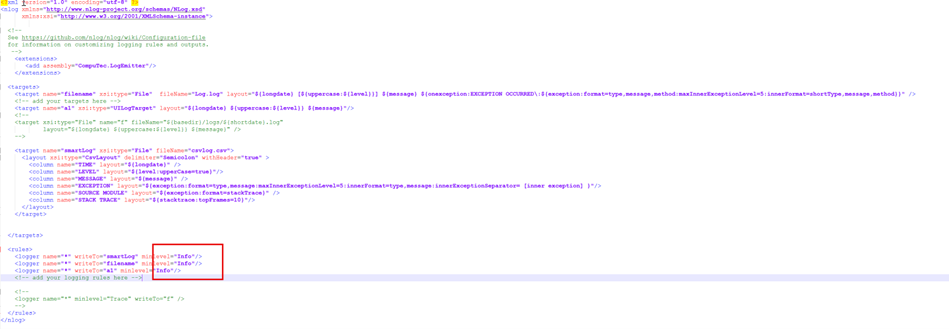 <?xml version="1.0" encoding="utf-8" ?>
<nlog xmlns="http://www.nlog-project.org/schemas/NLog.xsd"
xmlns:xsi="http://www.w3.org/2001/XMLSchema-instance">
<!--
See https://github.com/nlog/nlog/wiki/Configuration-file
for information on customizing logging rules and outputs.
-->
<extensions>
<add assembly="CompuTec.LogEmitter"/>
</extensions>
<targets>
<target name="filename" xsi:type="File"  fileName="Log.log" layout="${longdate} [${uppercase:${level}}] ${message} ${onexception:EXCEPTION OCCURRED\:${exception:format=type,message,method:maxInnerExceptionLevel=5:innerFormat=shortType,message,method}}" />
<!-- add your targets here -->
<target name="a1" xsi:type="UILogTarget" layout="${longdate} ${uppercase:${level}} ${message}"/>
<!--
<target xsi:type="File" name="f" fileName="${basedir}/logs/${shortdate}.log"
layout="${longdate} ${uppercase:${level}} ${message}" />
-->
<target name="smartLog" xsi:type="File" fileName="csvlog.csv">
<layout xsi:type="CsvLayout" delimiter="Semicolon" withHeader="true" >
<column name="TIME" layout="${longdate}" />
<column name="LEVEL" layout="${level:upperCase=true}"/>
<column name="MESSAGE" layout="${message}" />
<column name="EXCEPTION" layout="${exception:format=type,message:maxInnerExceptionLevel=5:innerFormat=type,message:innerExceptionSeparator= [inner exception] }"/>
<column name="SOURCE MODULE" layout="${exception:format=stackTrace}" />
<column name="STACK TRACE" layout="${stacktrace:topFrames=10}"/>
</layout>
</target>
</targets>
<rules>
<logger name="*" writeTo="smartLog" minlevel="Info"/>
<logger name="*" writeTo="filename" minlevel="Info"/>
<logger name="*" writeTo="a1" minlevel="Info"/>
<!-- add your logging rules here -->
<!--
<logger name="*" minlevel="Trace" writeTo="f" />
-->
</rules>
</nlog>